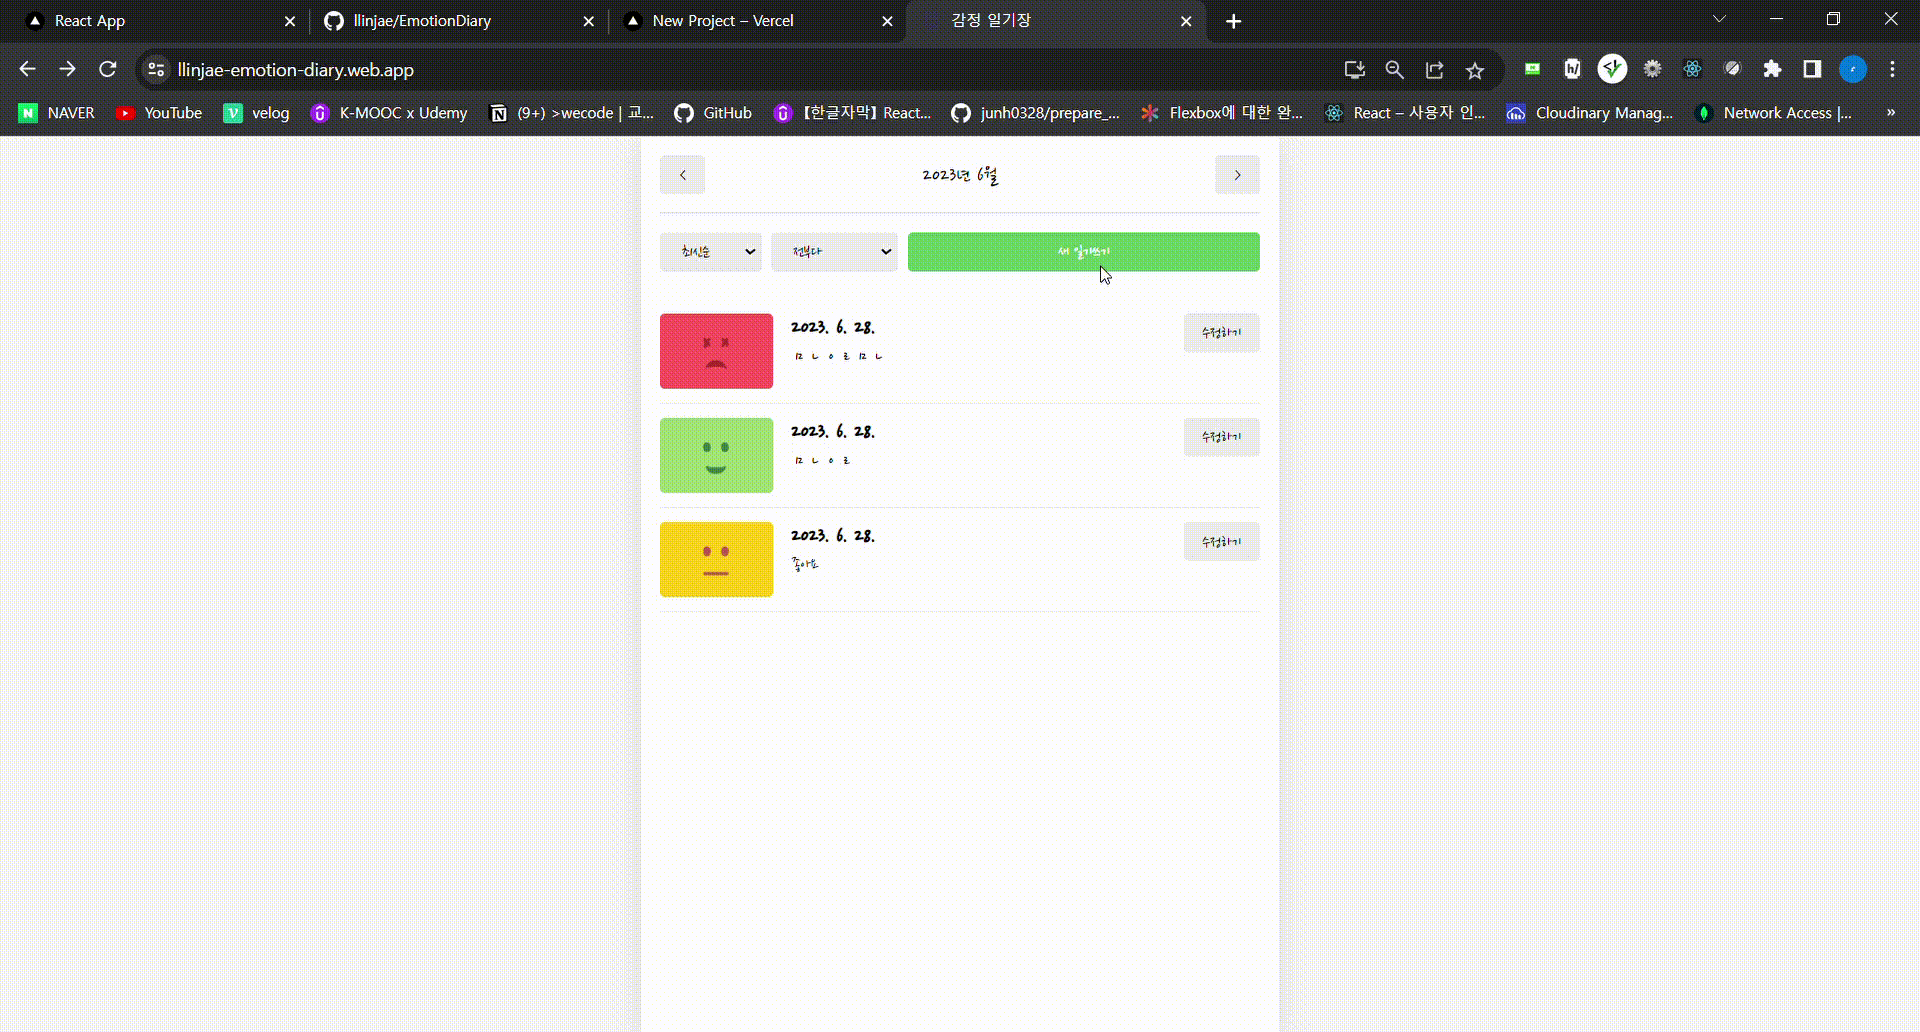 React App
llinjae/EmotionDiary
New Project – Vercel
감정 일기장
llinjae-emotion-diary.web.app
NAVER
YouTube
velog
K-MOOC x Udemy
(9+) >wecode | 교...
GitHub
【한글자막】 React...
junh0328/prepare_...
Flexbox에 대한 완...
React – 사용자 인...
Cloudinary Manag...
Network Access |...
»
2023년 6월
최신순
전부다
새 일기쓰기
2023. 6. 28.
ㅁㄴㅇㄹㅁㄴ
수정하기
2023. 6. 28.
ㅁㄴㅇㄹ
수정하기
2023. 6. 28.
좋아요
수정하기